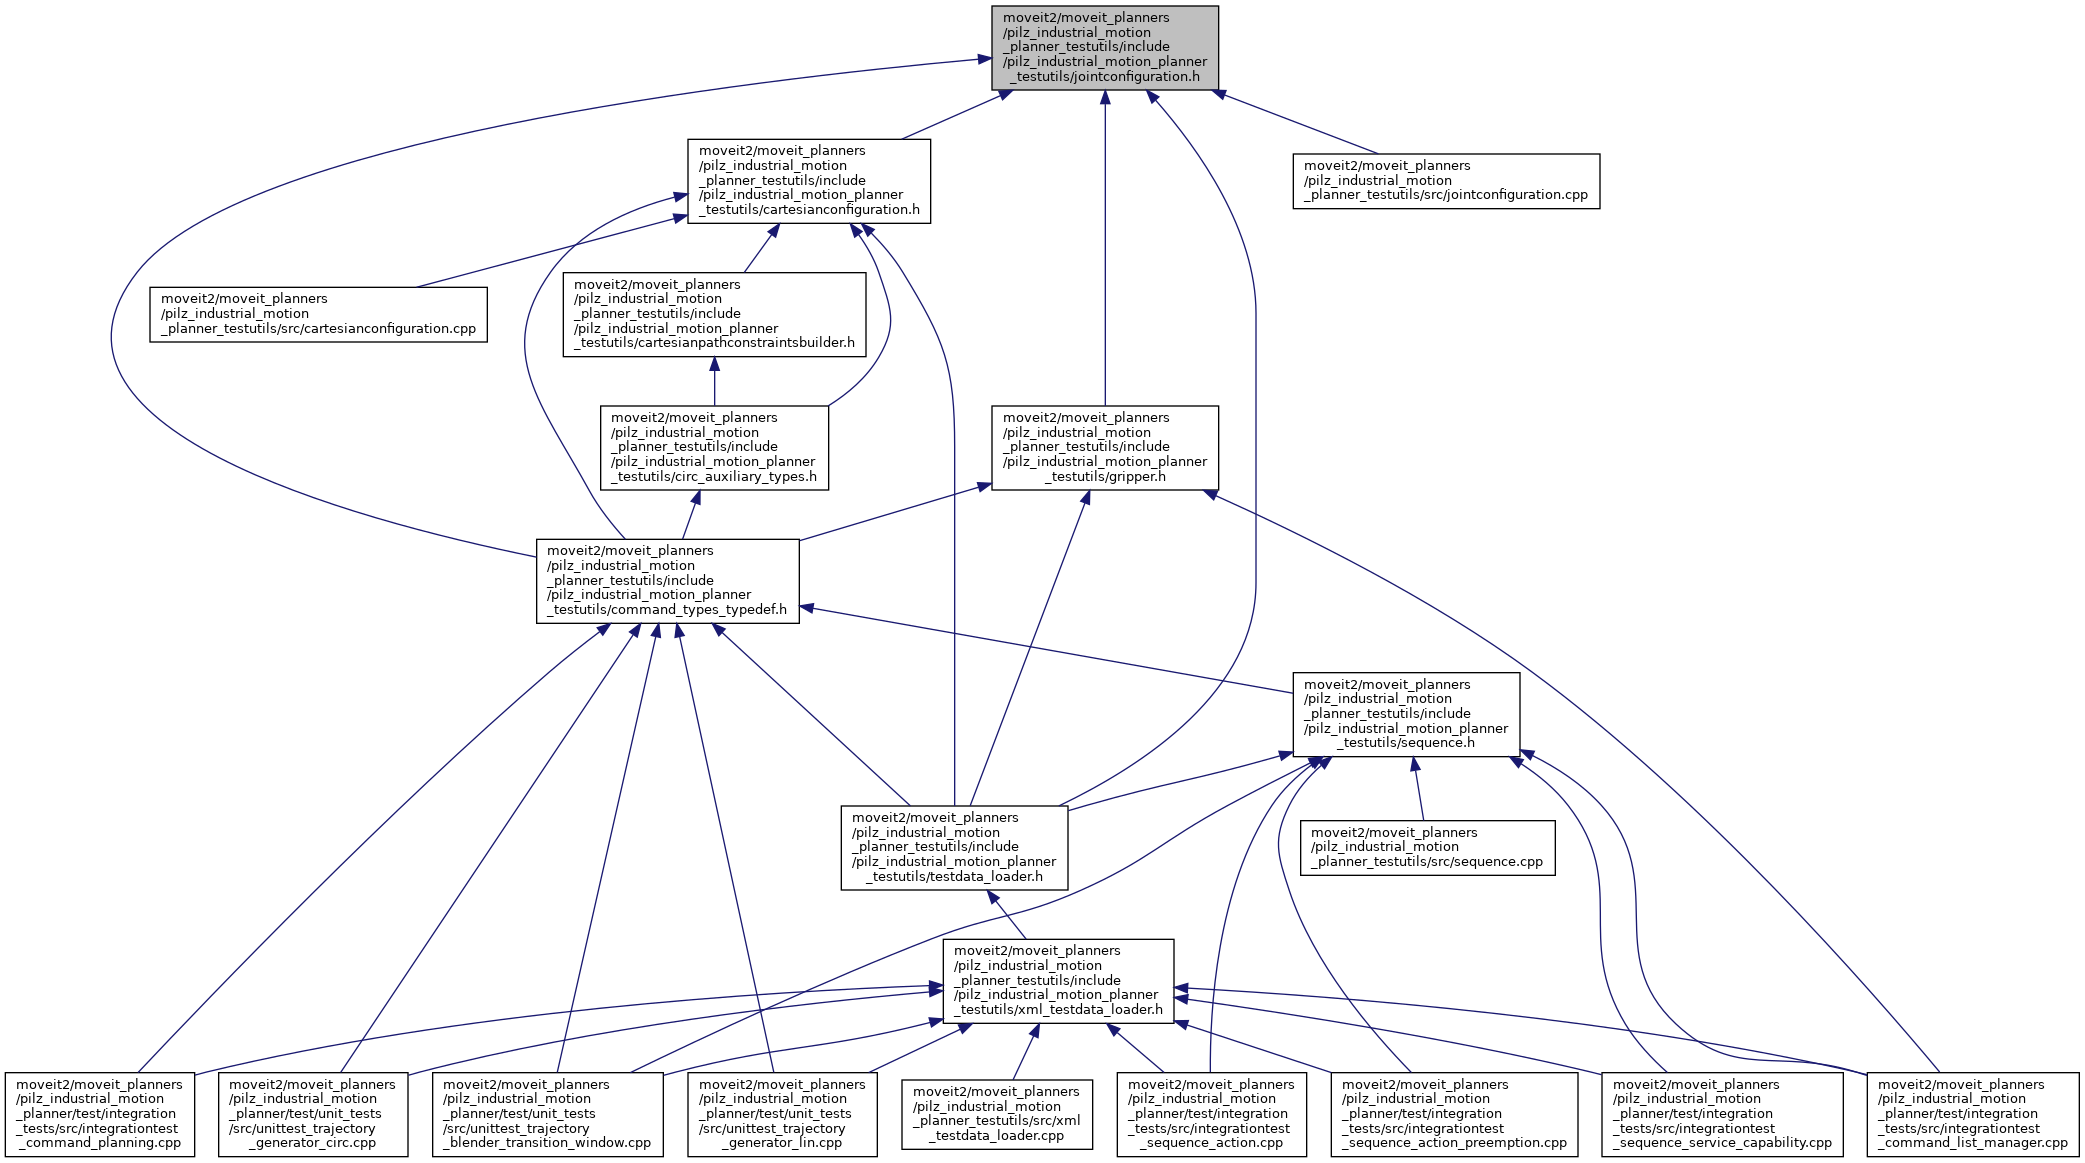 moveit2/moveit_planners
/pilz_industrial_motion
_planner_testutils/include
/pilz_industrial_motion_planner
_testutils/jointconfiguration.h
moveit2/moveit_planners
/pilz_industrial_motion
_planner_testutils/include
/pilz_industrial_motion_planner
_testutils/cartesianconfiguration.h
moveit2/moveit_planners
/pilz_industrial_motion
_planner_testutils/src/jointconfiguration.cpp
moveit2/moveit_planners
/pilz_industrial_motion
_planner_testutils/src/cartesianconfiguration.cpp
moveit2/moveit_planners
/pilz_industrial_motion
_planner_testutils/include
/pilz_industrial_motion_planner
_testutils/cartesianpathconstraintsbuilder.h
moveit2/moveit_planners
/pilz_industrial_motion
_planner_testutils/include
/pilz_industrial_motion_planner
_testutils/circ_auxiliary_types.h
moveit2/moveit_planners
/pilz_industrial_motion
_planner_testutils/include
/pilz_industrial_motion_planner
_testutils/gripper.h
moveit2/moveit_planners
/pilz_industrial_motion
_planner_testutils/include
/pilz_industrial_motion_planner
_testutils/command_types_typedef.h
moveit2/moveit_planners
/pilz_industrial_motion
_planner_testutils/include
/pilz_industrial_motion_planner
_testutils/sequence.h
moveit2/moveit_planners
/pilz_industrial_motion
_planner_testutils/include
/pilz_industrial_motion_planner
_testutils/testdata_loader.h
moveit2/moveit_planners
/pilz_industrial_motion
_planner_testutils/src/sequence.cpp
moveit2/moveit_planners
/pilz_industrial_motion
_planner_testutils/include
/pilz_industrial_motion_planner
_testutils/xml_testdata_loader.h
moveit2/moveit_planners
/pilz_industrial_motion
_planner/test/integration
_tests/src/integrationtest
_command_planning.cpp
moveit2/moveit_planners
/pilz_industrial_motion
_planner/test/unit_tests
/src/unittest_trajectory
_generator_circ.cpp
moveit2/moveit_planners
/pilz_industrial_motion
_planner/test/unit_tests
/src/unittest_trajectory
_blender_transition_window.cpp
moveit2/moveit_planners
/pilz_industrial_motion
_planner/test/unit_tests
/src/unittest_trajectory
_generator_lin.cpp
moveit2/moveit_planners
/pilz_industrial_motion
_planner_testutils/src/xml
_testdata_loader.cpp
moveit2/moveit_planners
/pilz_industrial_motion
_planner/test/integration
_tests/src/integrationtest
_sequence_action.cpp
moveit2/moveit_planners
/pilz_industrial_motion
_planner/test/integration
_tests/src/integrationtest
_sequence_action_preemption.cpp
moveit2/moveit_planners
/pilz_industrial_motion
_planner/test/integration
_tests/src/integrationtest
_sequence_service_capability.cpp
moveit2/moveit_planners
/pilz_industrial_motion
_planner/test/integration
_tests/src/integrationtest
_command_list_manager.cpp